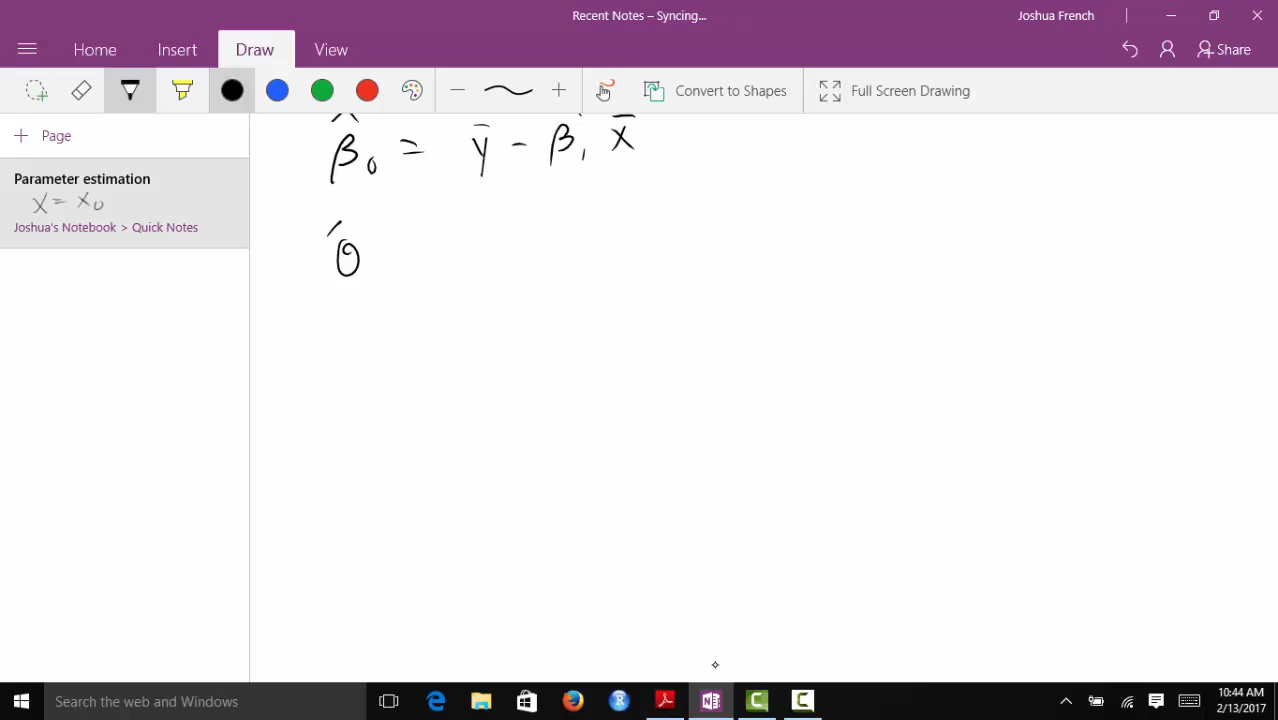 Recent Notes – Syncing...
Joshua French
Home
Insert
Draw
View
Share
Convert to Shapes
Full Screen Drawing
Page
Parameter estimation
x = x₀
Joshua's Notebook > Quick Notes
β̂₀ = ȳ - β̂₁ x̄
Search the web and Windows
10:44 AM
2/13/2017